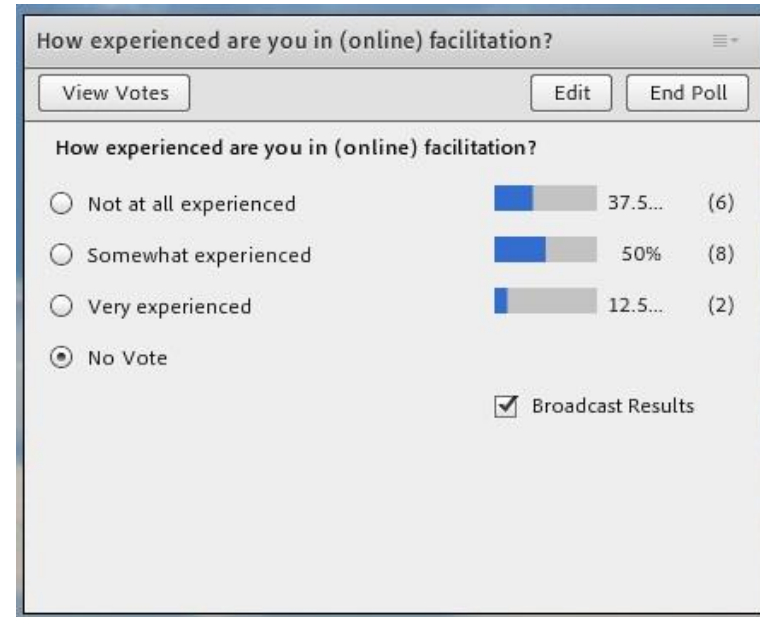 How experienced are you in (online) facilitation?
View Votes Edit End Poll
How experienced are you in (online) facilitation?
Not at all experienced 37.5... (6)
Somewhat experienced 50% (8)
Very experienced 12.5... (2)
No Vote
Broadcast Results